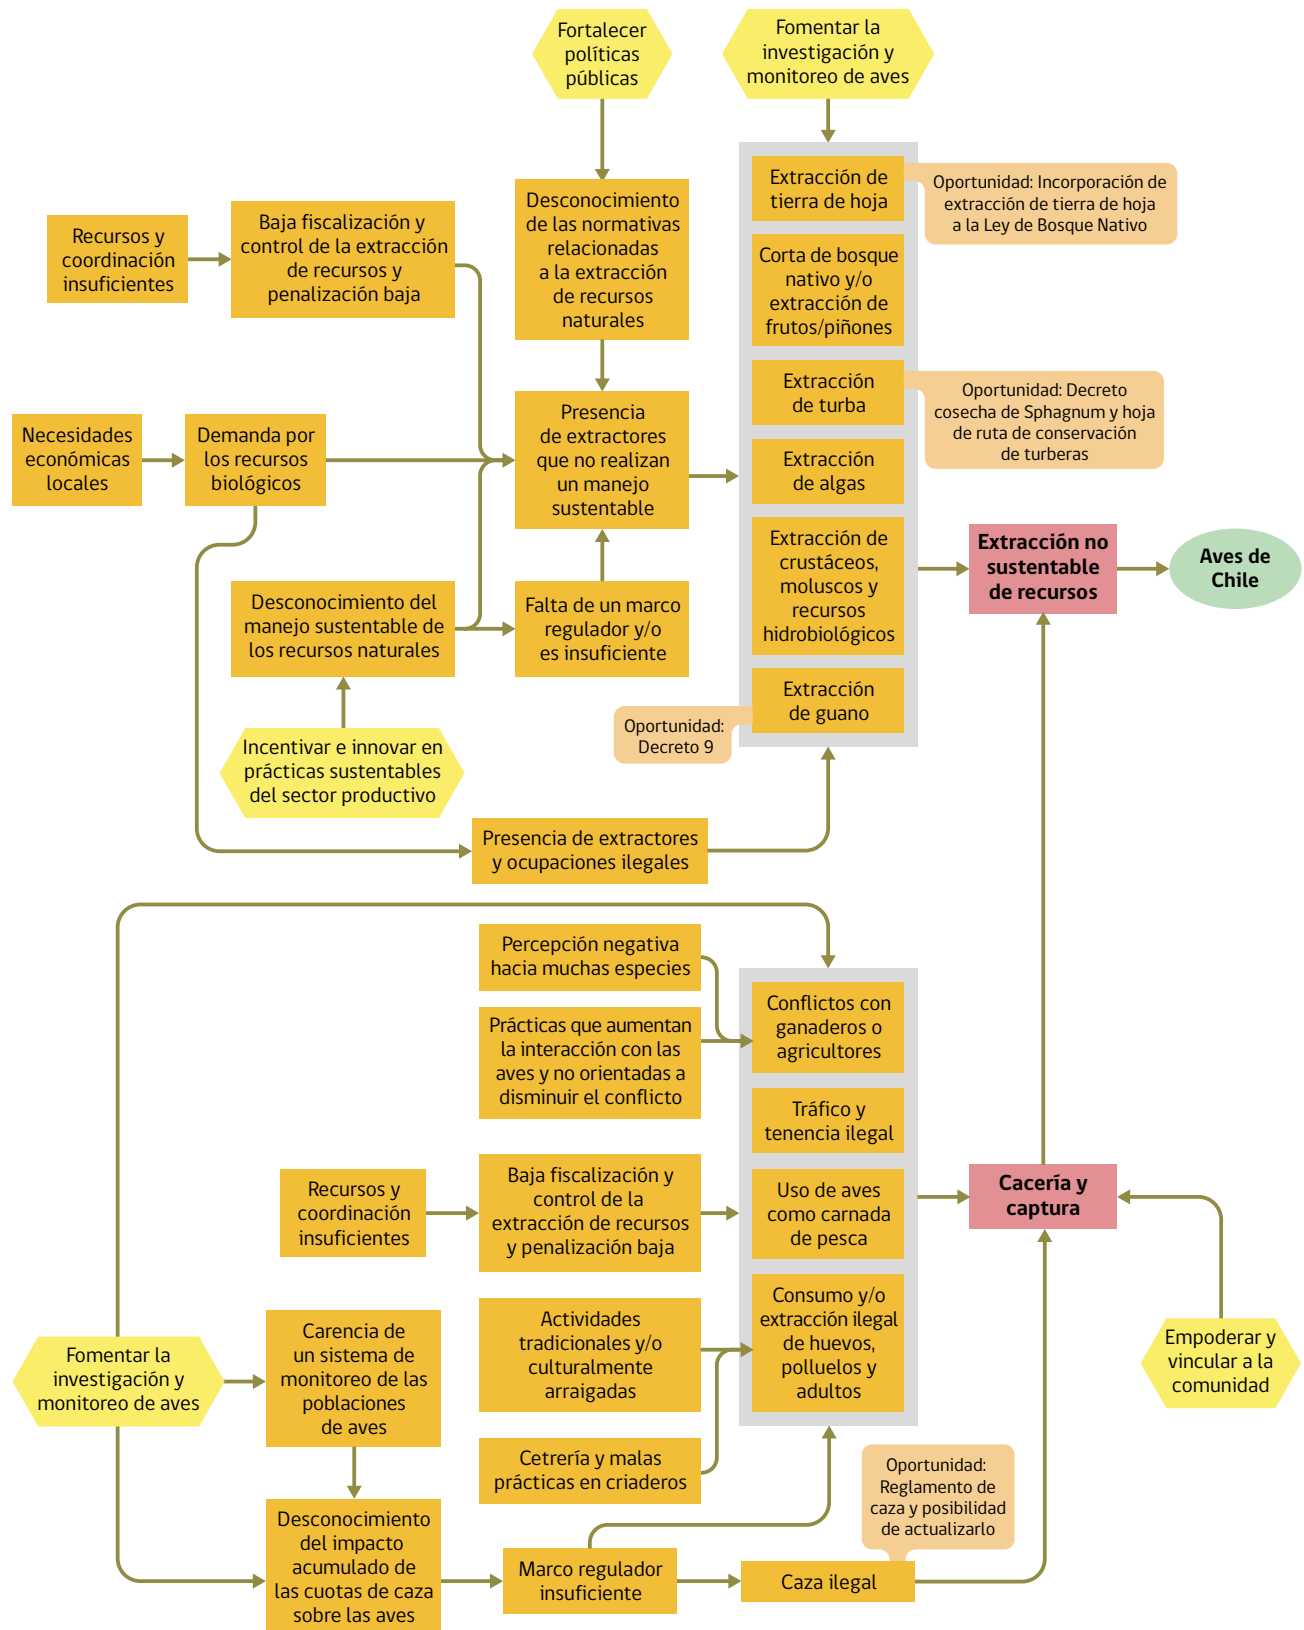 Fortalecer
políticas
públicas
Fomentar la
investigación y
monitoreo de aves
Recursos y
coordinación
insuficientes
Baja fiscalización y
control de la extracción
de recursos y
penalización baja
Desconocimiento
de las normativas
relacionadas
a la extracción
de recursos
naturales
Extracción de
tierra de hoja
Oportunidad: Incorporación de
extracción de tierra de hoja
a la Ley de Bosque Nativo
Corta de bosque
nativo y/o
extracción de
frutos/piñones
Extracción
de turba
Oportunidad: Decreto
cosecha de Sphagnum y hoja
de ruta de conservación
de turberas
Necesidades
económicas
locales
Demanda por
los recursos
biológicos
Presencia
de extractores
que no realizan
un manejo
sustentable
Extracción
de algas
Extracción de
crustáceos,
moluscos y
recursos
hidrobiológicos
Extracción no
sustentable
de recursos
Aves de
Chile
Desconocimiento del
manejo sustentable de
los recursos naturales
Falta de un marco
regulador y/o
es insuficiente
Extracción
de guano
Oportunidad:
Decreto 9
Incentivar e innovar en
prácticas sustentables
del sector productivo
Presencia de extractores
y ocupaciones ilegales
Percepción negativa
hacia muchas especies
Prácticas que aumentan
la interacción con las
aves y no orientadas a
disminuir el conflicto
Conflictos con
ganaderos o
agricultores
Tráfico y
tenencia ilegal
Recursos y
coordinación
insuficientes
Baja fiscalización y
control de la
extracción de recursos
y penalización baja
Uso de aves
como carnada
de pesca
Cacería y
captura
Actividades
tradicionales y/o
culturalmente
arraigadas
Consumo y/o
extracción ilegal
de huevos,
polluelos y
adultos
Empoderar y
vincular a la
comunidad
Fomentar la
investigación y
monitoreo de aves
Carencia de
un sistema de
monitoreo de las
poblaciones
de aves
Cetrería y malas
prácticas en criaderos
Oportunidad:
Reglamento de
caza y posibilidad
de actualizarlo
Desconocimiento
del impacto
acumulado de
las cuotas de caza
sobre las aves
Marco regulador
insuficiente
Caza ilegal